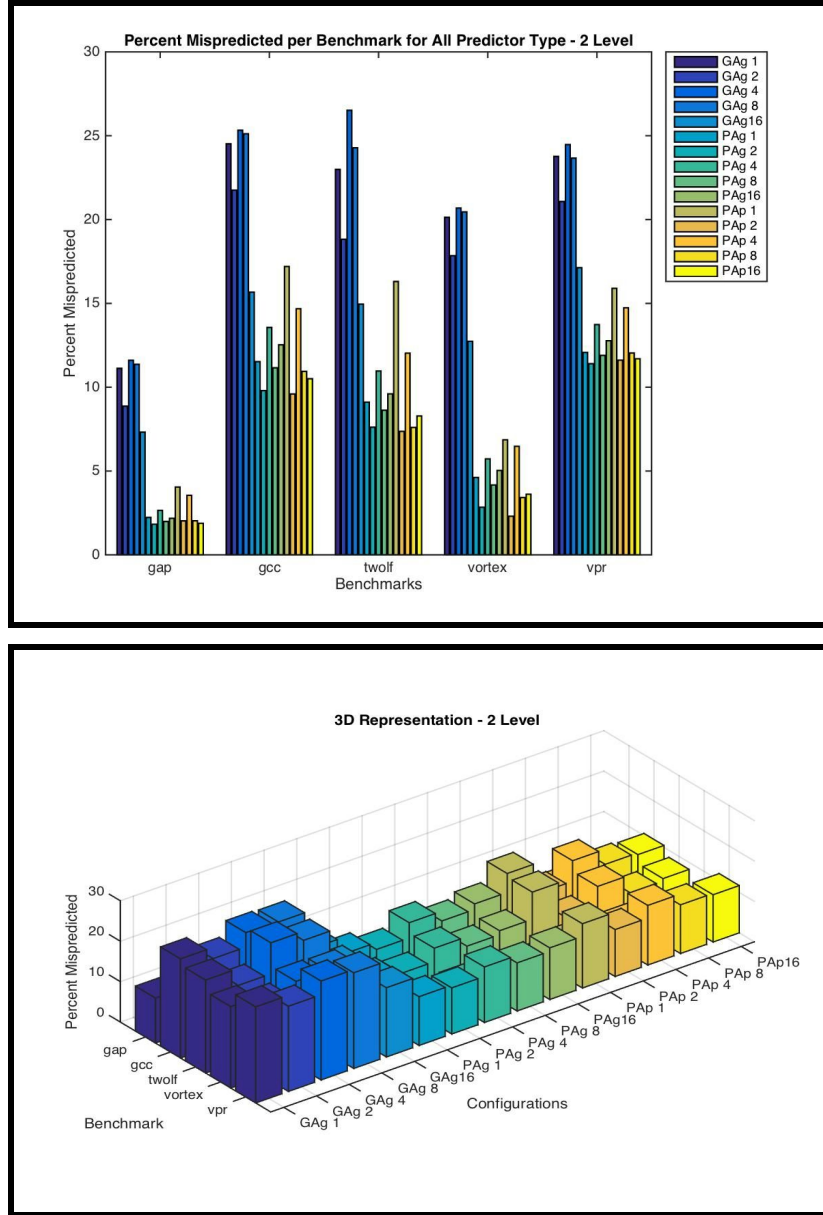 Percent Mispredicted per Benchmark for All Predictor Type - 2 Level
30
25
20
15
10
5
0
Percent Mispredicted
gap gcc twolf vortex vpr
Benchmarks
GAg 1
GAg 2
GAg 4
GAg 8
GAg16
PAg 1
PAg 2
PAg 4
PAg 8
PAg16
PAp 1
PAp 2
PAp 4
PAp 8
PAp16
3D Representation - 2 Level
30
20
10
0
Percent Mispredicted
gap
gcc
twolf
vortex
vpr
Benchmark
GAg 1
GAg 2
GAg 4
GAg 8
GAg16
PAg 1
PAg 2
PAg 4
PAg 8
PAg16
PAp 1
PAp 2
PAp 4
PAp 8
PAp16
Configurations